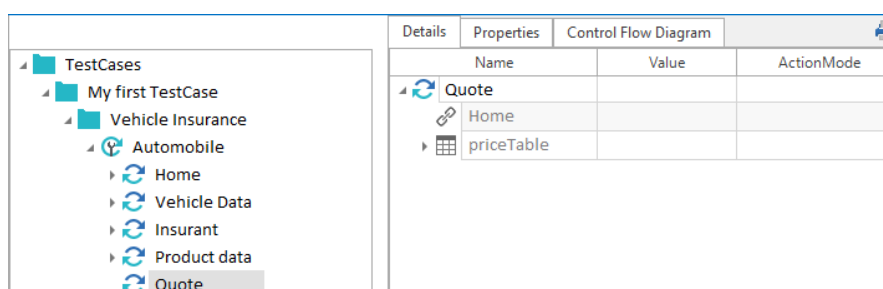 Details Properties Control Flow Diagram
TestCases
My first TestCase
Vehicle Insurance
Automobile
Home
Vehicle Data
Insurant
Product data
Quote
Name Value ActionMode
Quote
Home
priceTable